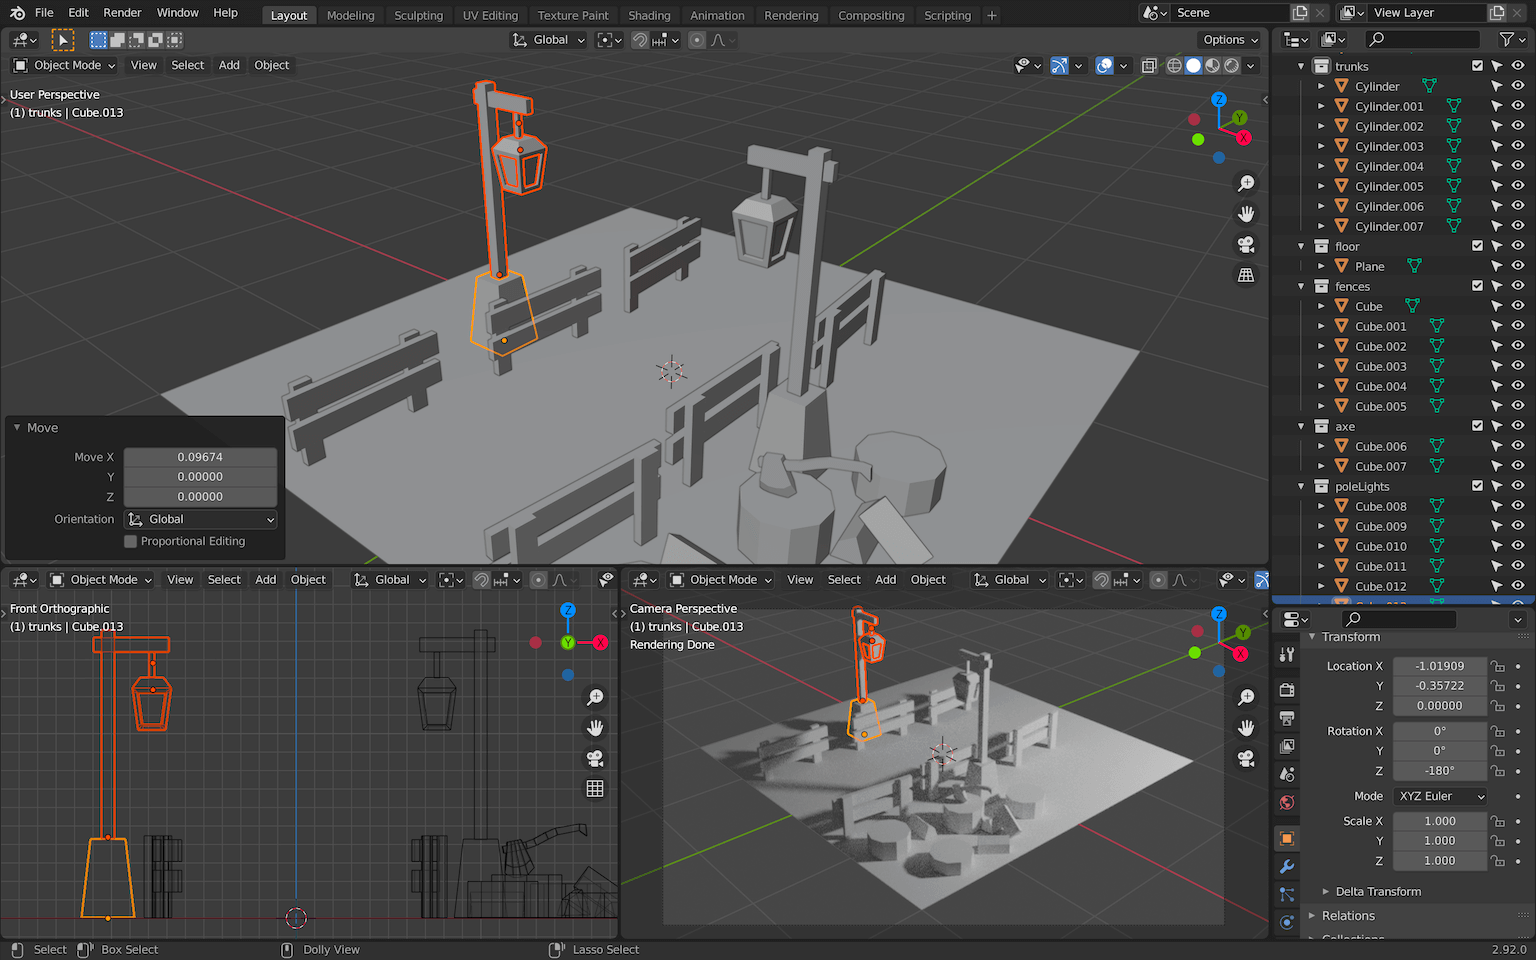 File Edit Render Window Help Layout Modeling Sculpting UV Editing Texture Paint Shading Animation Rendering Compositing Scripting + Scene View Layer
Global Options
Object Mode View Select Add Object
User Perspective
(1) trunks | Cube.013
Z
Y
X
Move
Move X 0.09674
Y 0.00000
Z 0.00000
Orientation Global
Proportional Editing
trunks
Cylinder
Cylinder.001
Cylinder.002
Cylinder.003
Cylinder.004
Cylinder.005
Cylinder.006
Cylinder.007
floor
Plane
fences
Cube
Cube.001
Cube.002
Cube.003
Cube.004
Cube.005
axe
Cube.006
Cube.007
poleLights
Cube.008
Cube.009
Cube.010
Cube.011
Cube.012
Object Mode View Select Add Object Global
Front Orthographic
(1) trunks | Cube.013
Z
Y
X
Object Mode View Select Add Object Global
Camera Perspective
(1) trunks | Cube.013
Rendering Done
Z
Y
X
Transform
Location X -1.01909
Y -0.35722
Z 0.00000
Rotation X 0°
Y 0°
Z -180°
Mode XYZ Euler
Scale X 1.000
Y 1.000
Z 1.000
Delta Transform
Relations
Select Box Select Dolly View Lasso Select 2.92.0